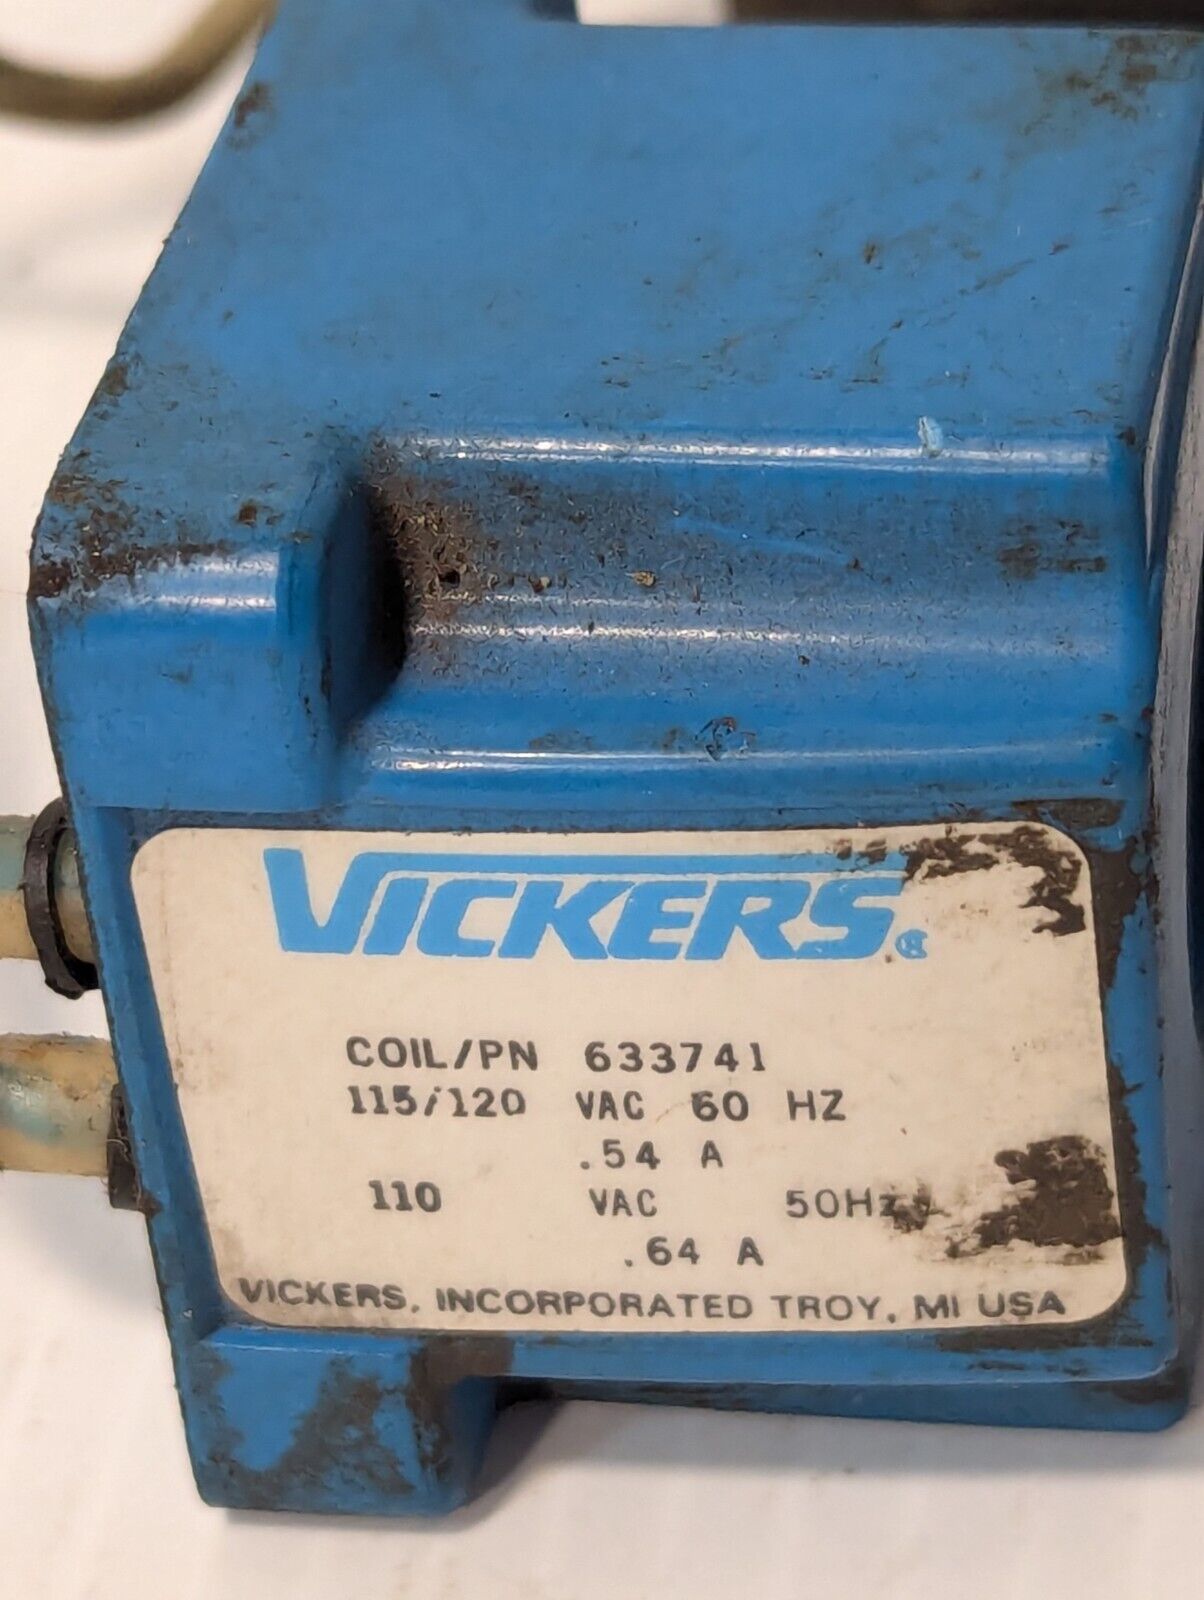 VICKERS®
COIL/PN 633741
115/120 VAC 60 HZ
.54 A
110 VAC 50Hz
.64 A
VICKERS, INCORPORATED TROY, MI USA